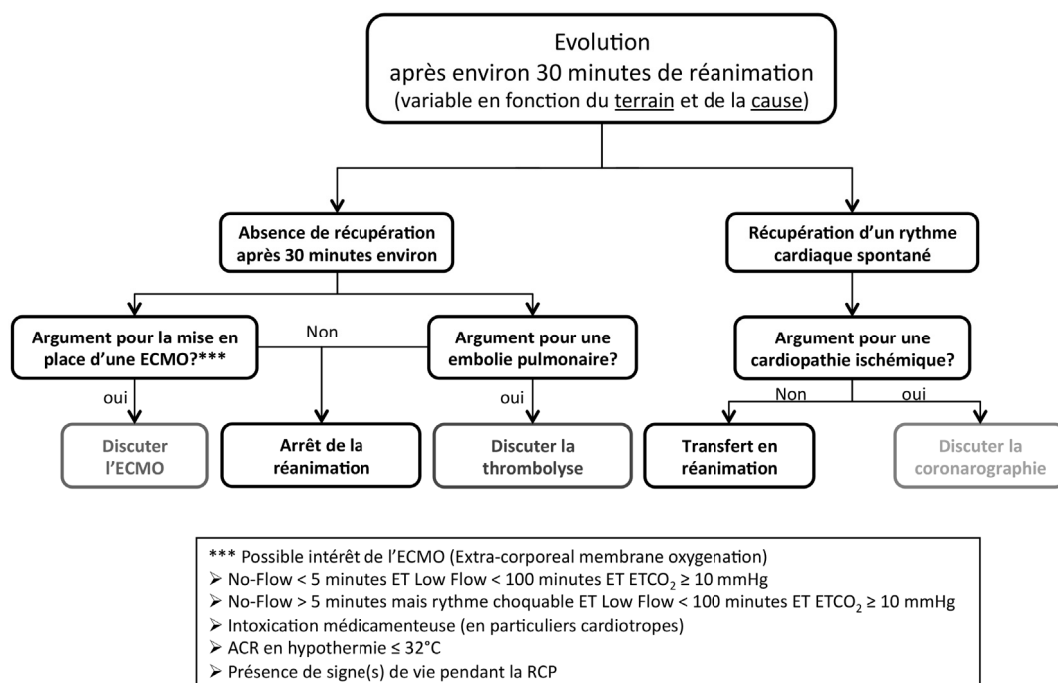 Evolution
après environ 30 minutes de réanimation
(variable en fonction du terrain et de la cause)
Absence de récupération
après 30 minutes environ
Récupération d'un rythme
cardiaque spontané
Argument pour la mise en
place d'une ECMO?***
Non
Argument pour une
embolie pulmonaire?
Argument pour une
cardiopathie ischémique?
oui
oui
Non
oui
Discuter
l'ECMO
Arrêt de la
réanimation
Discuter la
thrombolyse
Transfert en
réanimation
Discuter la
coronarographie
*** Possible intérêt de l'ECMO (Extra-corporeal membrane oxygenation)
➢ No-Flow < 5 minutes ET Low Flow < 100 minutes ET ETCO₂ ≥ 10 mmHg
➢ No-Flow > 5 minutes mais rythme choquable ET Low Flow < 100 minutes ET ETCO₂ ≥ 10 mmHg
➢ Intoxication médicamenteuse (en particuliers cardiotropes)
➢ ACR en hypothermie ≤ 32°C
➢ Présence de signe(s) de vie pendant la RCP